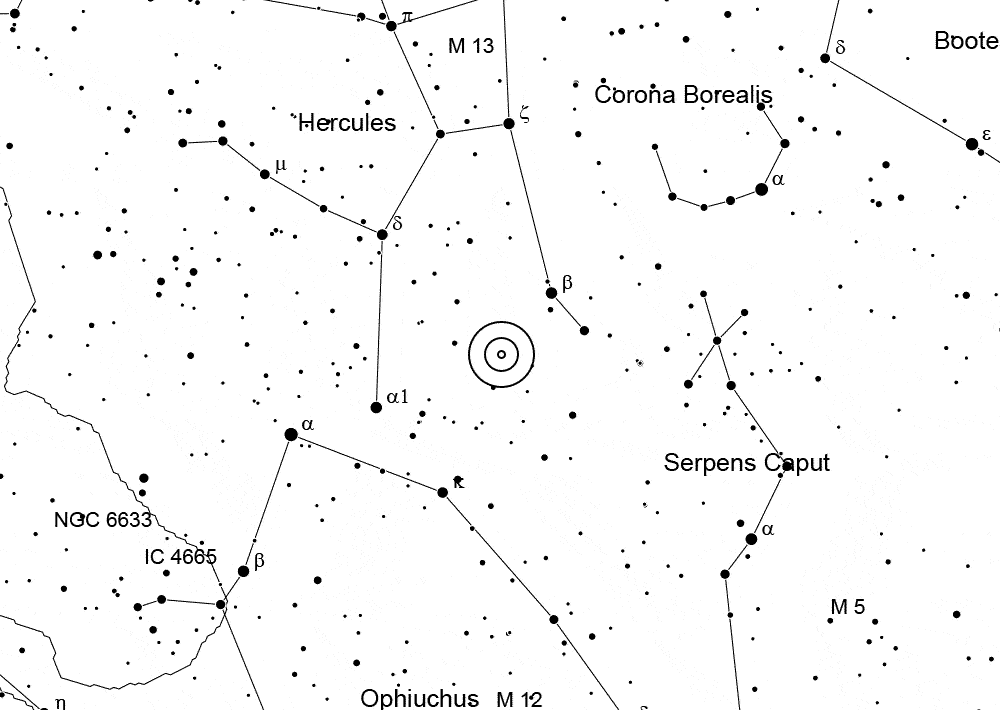 π
M 13
δ
Boote
Corona Borealis
Hercules
ζ
ε
μ
α
δ
β
α1
α
Serpens Caput
κ
NGC 6633
α
IC 4665
β
M 5
Ophiuchus M 12
η